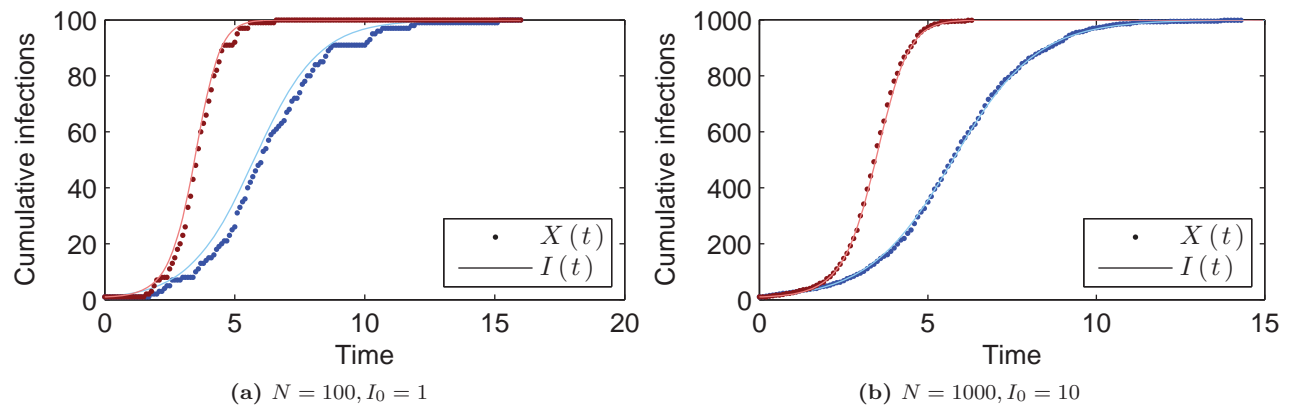 100
80
60
40
20
0
Cumulative infections
0 5 10 15 20
Time
X (t)
I (t)
(a) N = 100, I₀ = 1
1000
800
600
400
200
0
Cumulative infections
0 5 10 15
Time
X (t)
I (t)
(b) N = 1000, I₀ = 10